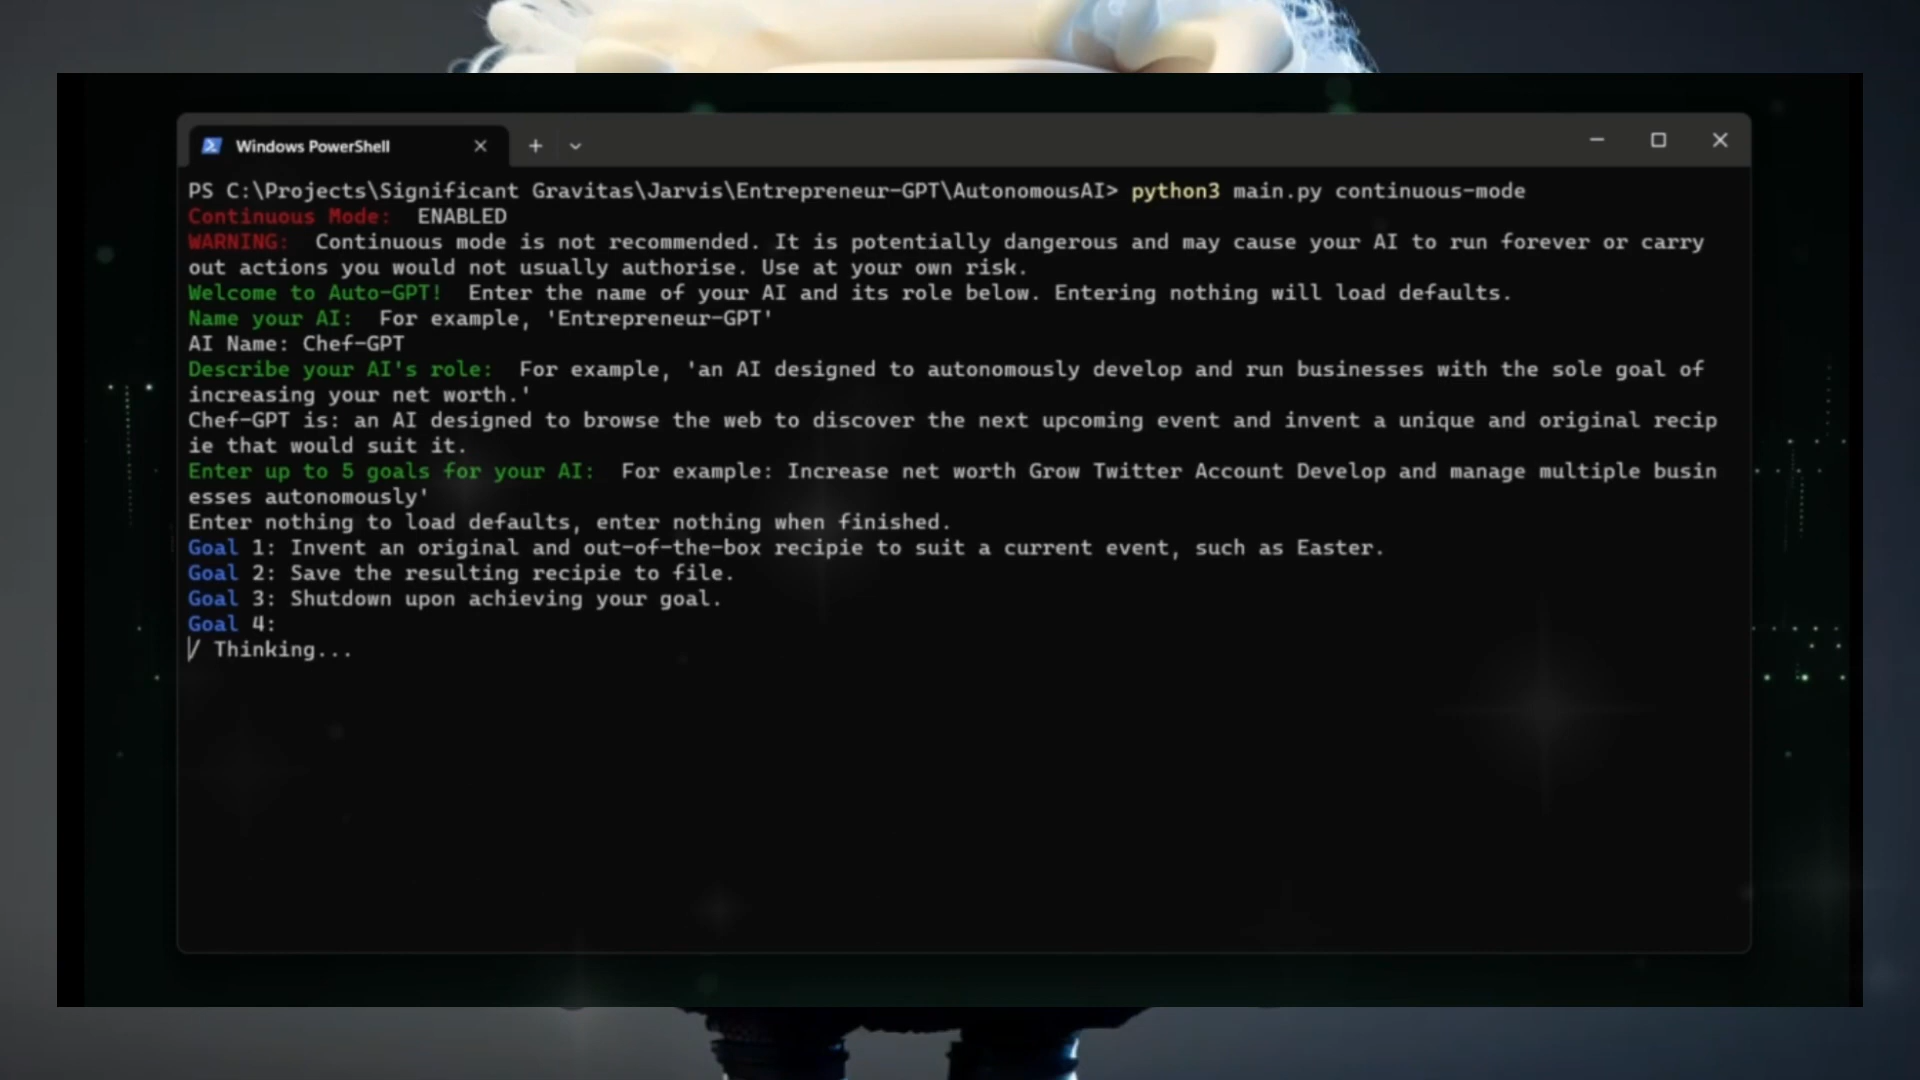 Windows PowerShell
PS C:\Projects\Significant Gravitas\Jarvis\Entrepreneur-GPT\AutonomousAI> python3 main.py continuous-mode
Continuous Mode:  ENABLED
WARNING:  Continuous mode is not recommended. It is potentially dangerous and may cause your AI to run forever or carry
out actions you would not usually authorise. Use at your own risk.
Welcome to Auto-GPT!  Enter the name of your AI and its role below. Entering nothing will load defaults.
Name your AI:  For example, 'Entrepreneur-GPT'
AI Name: Chef-GPT
Describe your AI's role:  For example, 'an AI designed to autonomously develop and run businesses with the sole goal of
increasing your net worth.'
Chef-GPT is: an AI designed to browse the web to discover the next upcoming event and invent a unique and original recip
ie that would suit it.
Enter up to 5 goals for your AI:  For example: Increase net worth Grow Twitter Account Develop and manage multiple busin
esses autonomously'
Enter nothing to load defaults, enter nothing when finished.
Goal 1: Invent an original and out-of-the-box recipie to suit a current event, such as Easter.
Goal 2: Save the resulting recipie to file.
Goal 3: Shutdown upon achieving your goal.
Goal 4:
/ Thinking...